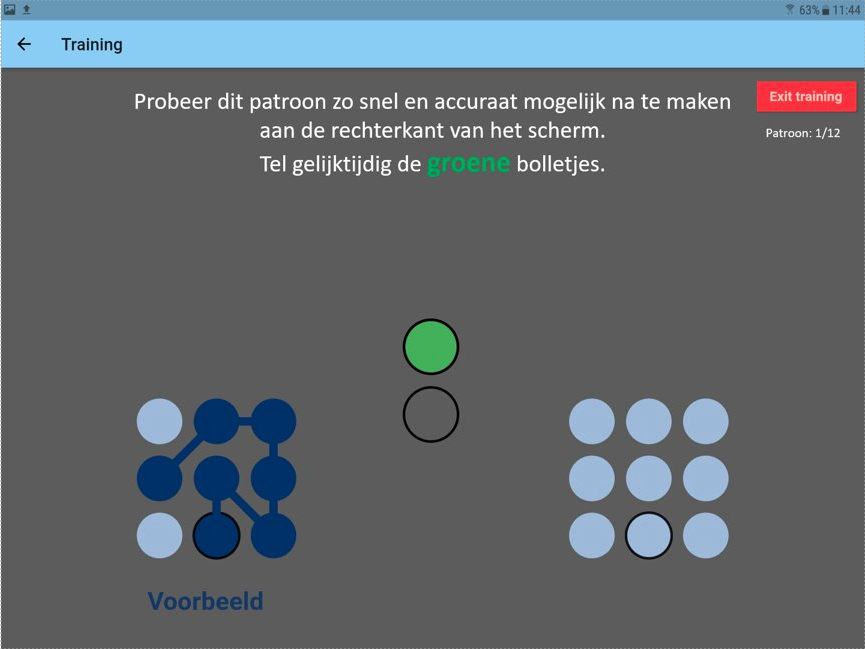 63% 11:44
Training
Exit training
Probeer dit patroon zo snel en accuraat mogelijk na te maken
aan de rechterkant van het scherm.
Tel gelijktijdig de groene bolletjes.
Patroon: 1/12
Voorbeeld